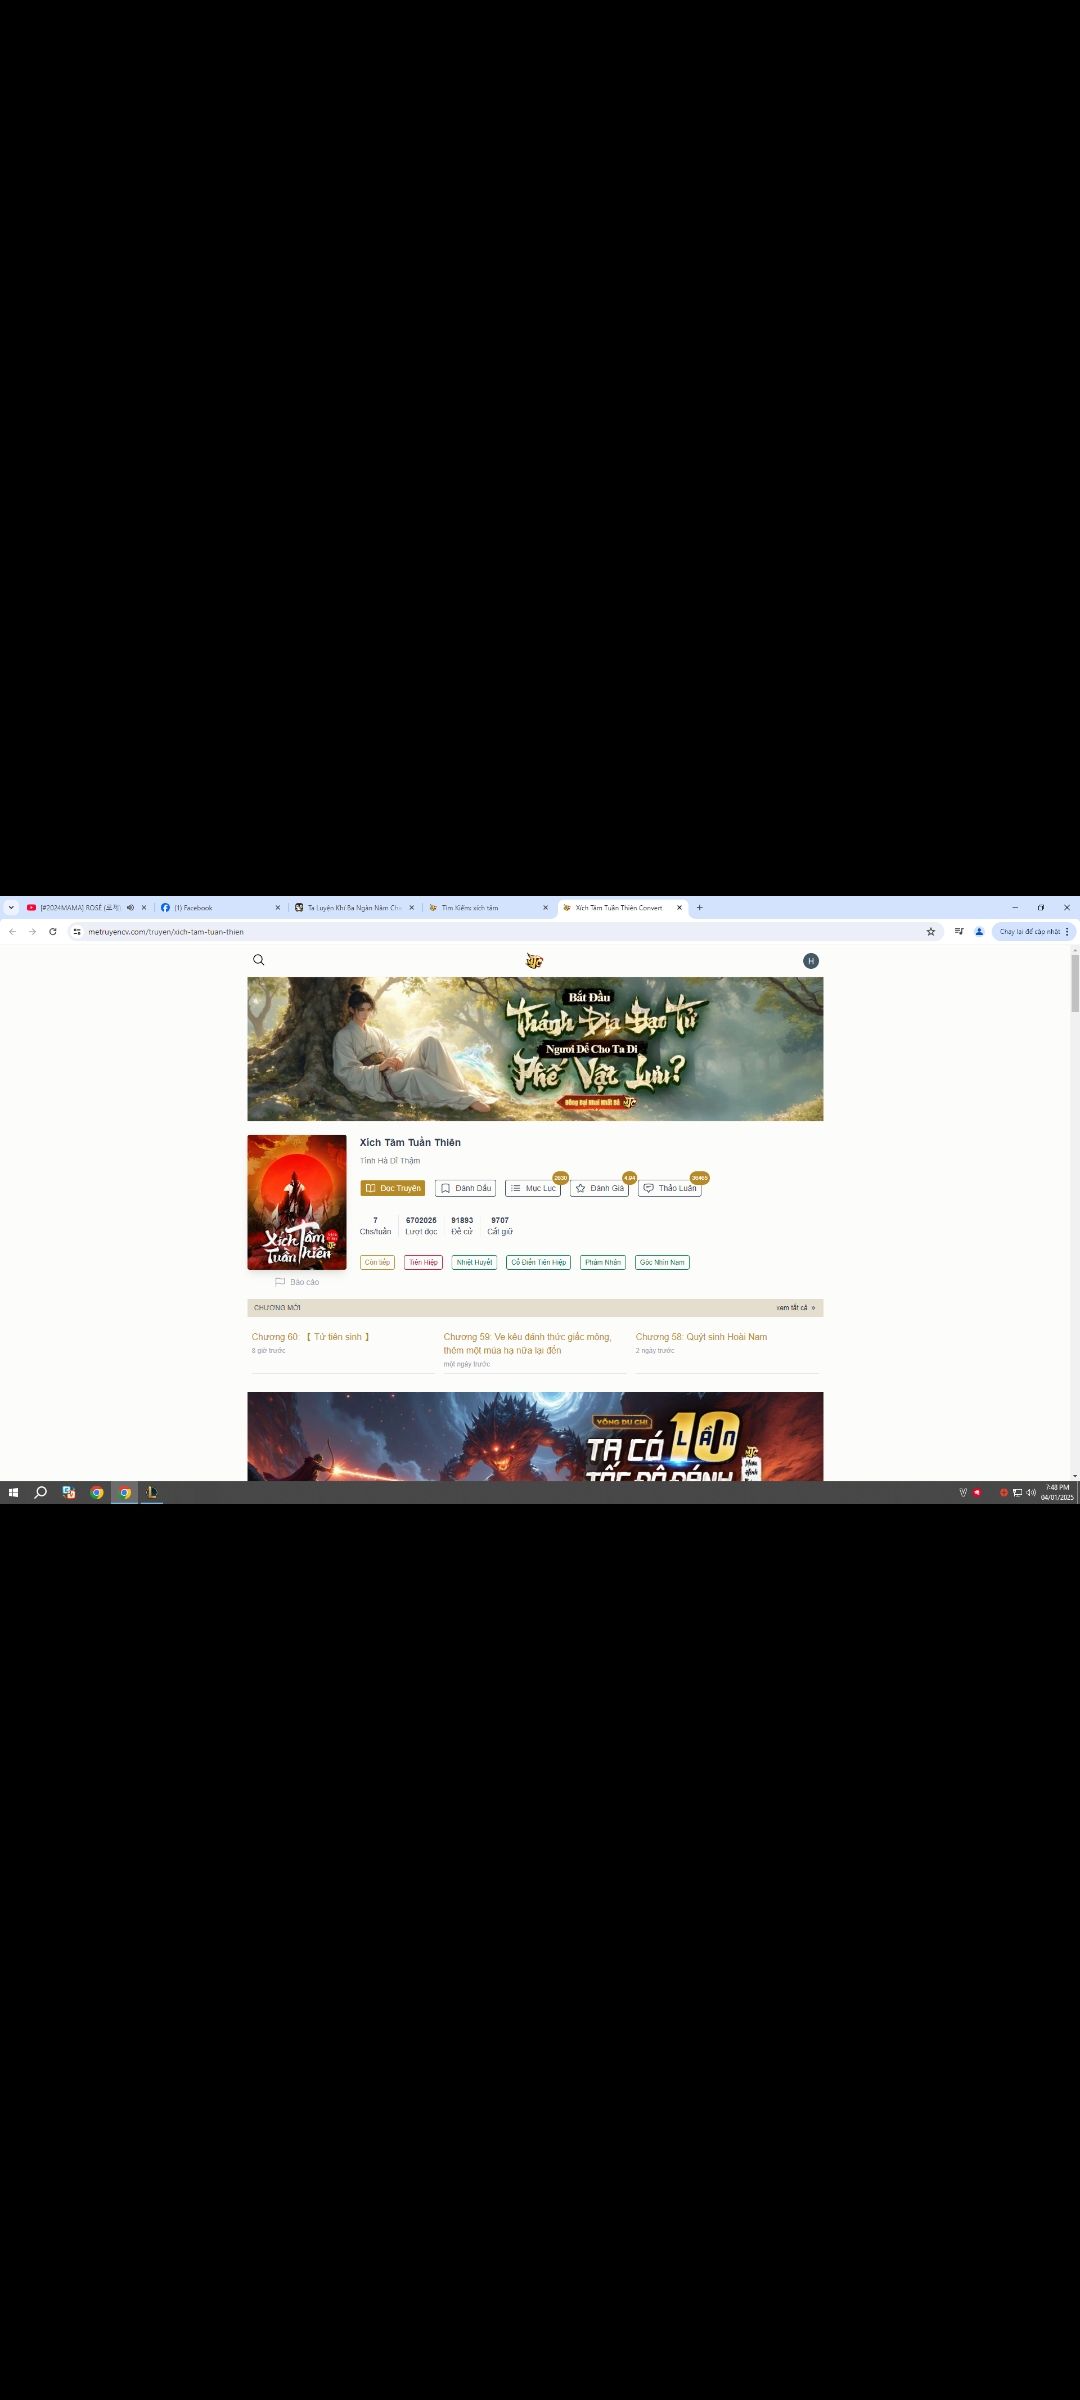 [#2024MAMA] ROSÉ (로제)
(1) Facebook
Ta Luyện Khí Ba Ngàn Năm Ch
Tìm Kiếm: xích tâm
Xích Tâm Tuần Thiên Convert
metruyencv.com/truyen/xich-tam-tuan-thien
Chạy lại để cập nhật
H
Bắt Đầu
Thánh Địa Đạo Tử
Ngươi Để Cho Ta Đi
Phế Vật Lưu?
MTC
Xích Tâm Tuần Thiên
Tình Hà Dĩ Thậm
Đọc Truyện
Đánh Dấu
Mục Lục
2630
Đánh Giá
4.94
Thảo Luận
36465
7
Chs/tuần
6702025
Lượt đọc
91893
Đề cử
9707
Cất giữ
Xích Tâm
Tuần Thiên
Còn tiếp
Tiên Hiệp
Nhiệt Huyết
Cổ Điển Tiên Hiệp
Phàm Nhân
Góc Nhìn Nam
Báo cáo
CHƯƠNG MỚI
xem tất cả »
Chương 60: 【 Tử tiên sinh 】
8 giờ trước
Chương 59: Ve kêu đánh thức giấc mộng,
thêm một mùa hạ nữa lại đến
một ngày trước
Chương 58: Quýt sinh Hoài Nam
2 ngày trước
VÕNG DU CHI
TA CÓ 10 LẦN
TỐC ĐỘ ĐÁNH
7:48 PM
04/01/2025